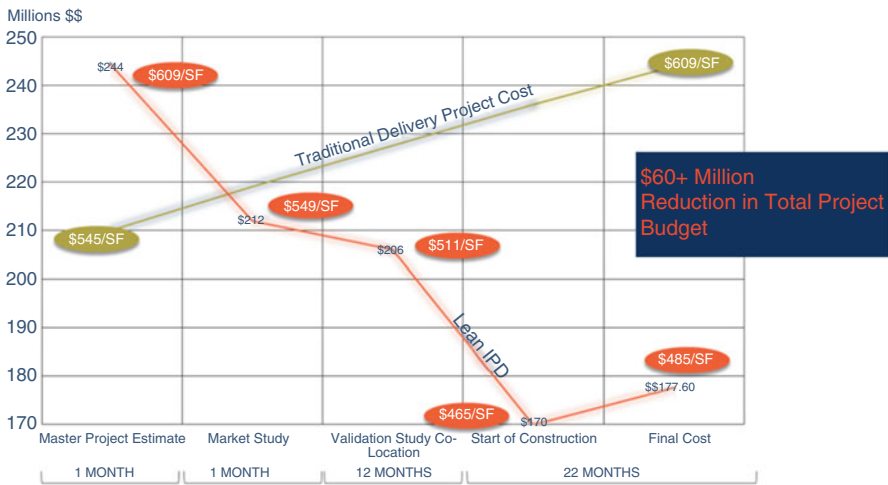 Millions $$
250
240
230
220
210
200
190
180
170
$244
$609/SF
$609/SF
Traditional Delivery Project Cost
$60+ Million
Reduction in Total Project
Budget
$549/SF
$212
$545/SF
$206
$511/SF
Lean IPD
$485/SF
$$177.60
$465/SF
$170
Master Project Estimate
Market Study
Validation Study Co-
Location
Start of Construction
Final Cost
1 MONTH
1 MONTH
12 MONTHS
22 MONTHS